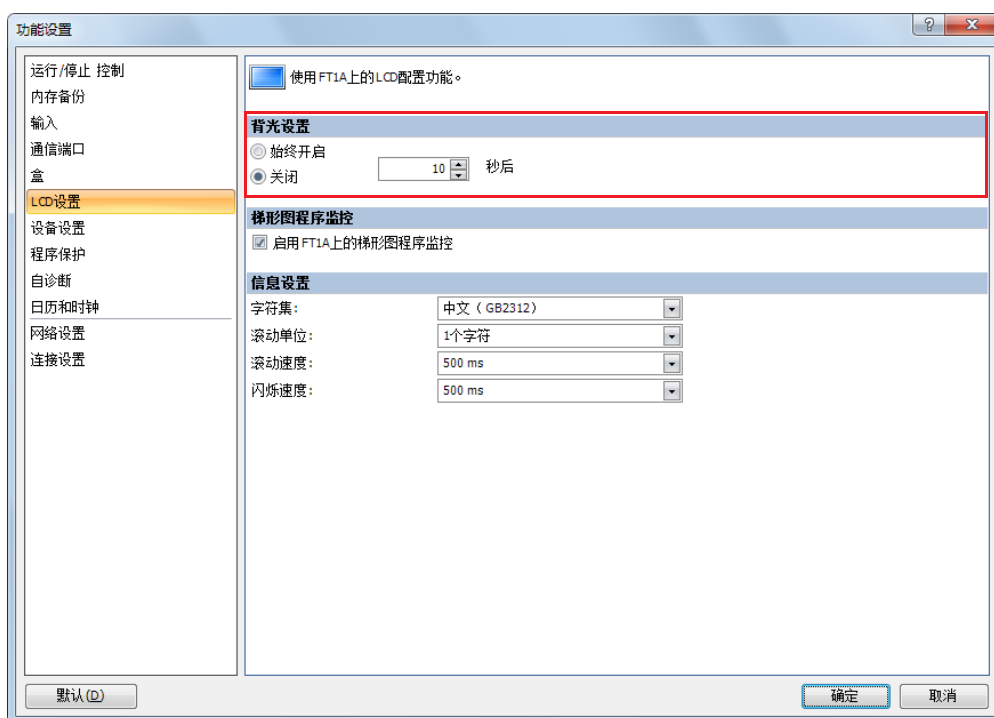 功能设置
运行/停止 控制
内存备份
输入
通信端口
盒
LCD设置
设备设置
程序保护
自诊断
日历和时钟
网络设置
连接设置
使用FT1A上的LCD配置功能。
背光设置
始终开启
关闭 10 秒后
梯形图程序监控
启用FT1A上的梯形图程序监控
信息设置
字符集: 中文（GB2312）
滚动单位: 1个字符
滚动速度: 500 ms
闪烁速度: 500 ms
默认(D) 确定 取消